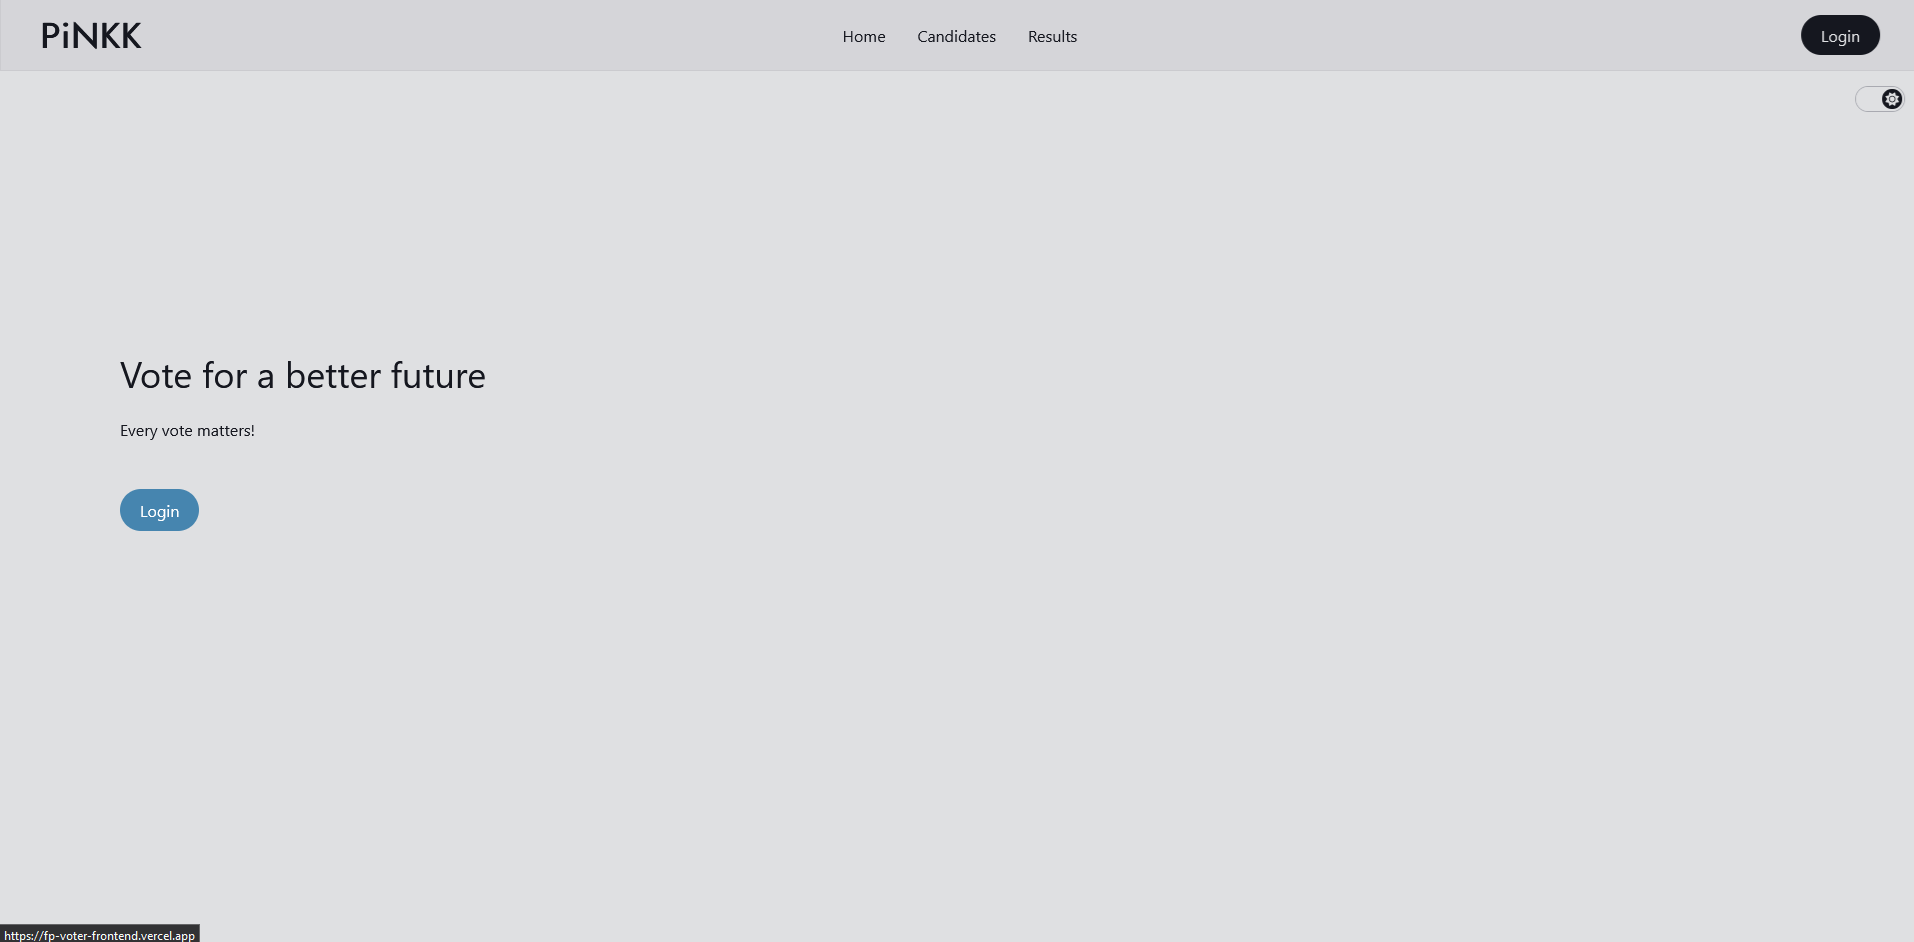 PiNKK
Home Candidates Results
Login
Vote for a better future
Every vote matters!
Login
https://fp-voter-frontend.vercel.app